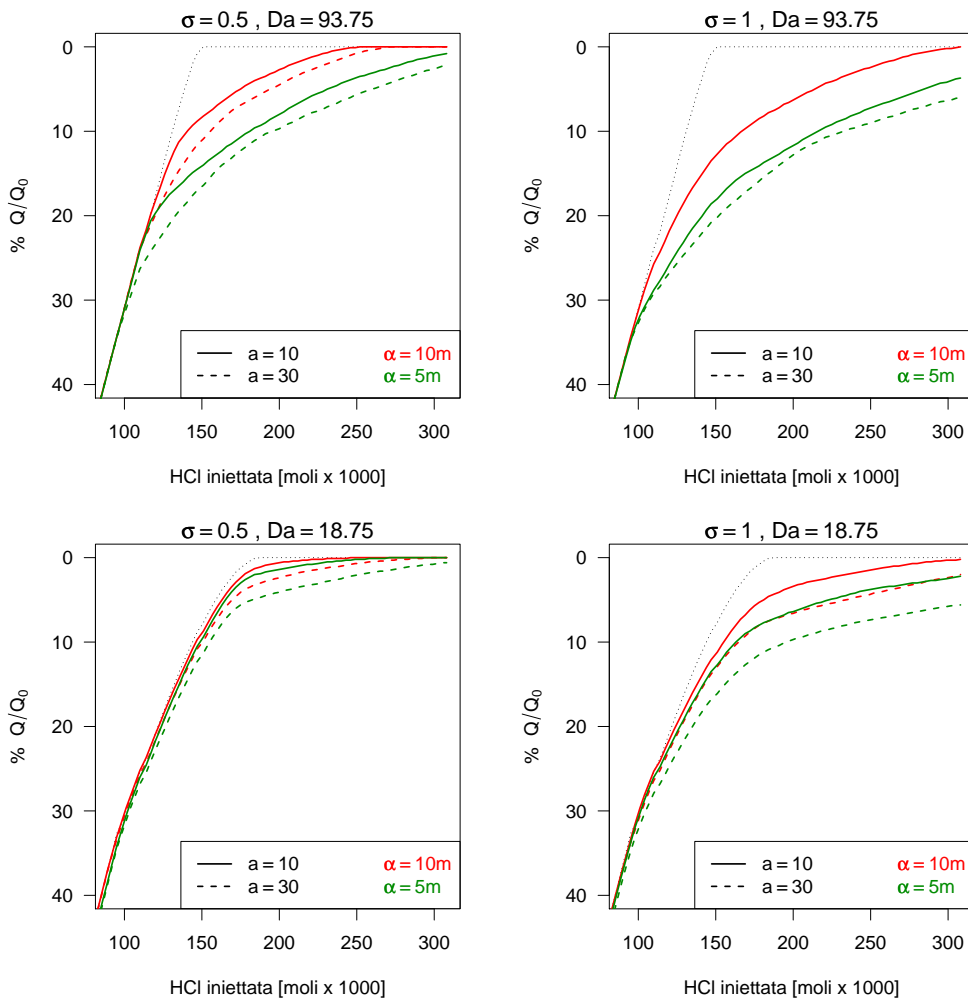 σ = 0.5 , Da = 93.75
0
10
20
30
40
% Q/Q₀
a = 10 α = 10m
a = 30 α = 5m
100 150 200 250 300
HCl iniettata [moli x 1000]
σ = 1 , Da = 93.75
0
10
20
30
40
% Q/Q₀
a = 10 α = 10m
a = 30 α = 5m
100 150 200 250 300
HCl iniettata [moli x 1000]
σ = 0.5 , Da = 18.75
0
10
20
30
40
% Q/Q₀
a = 10 α = 10m
a = 30 α = 5m
100 150 200 250 300
HCl iniettata [moli x 1000]
σ = 1 , Da = 18.75
0
10
20
30
40
% Q/Q₀
a = 10 α = 10m
a = 30 α = 5m
100 150 200 250 300
HCl iniettata [moli x 1000]